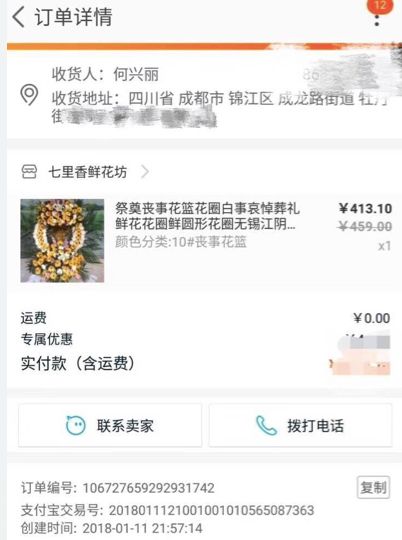 订单详情
12
收货人：何兴丽
86
收货地址：四川省 成都市 锦江区 成龙路街道 牡丹
街
七里香鲜花坊
祭奠丧事花篮花圈白事哀悼葬礼
¥413.10
鲜花花圈鲜圆形花圈无锡江阴...
¥459.00
颜色分类:10#丧事花篮
x1
运费
¥0.00
专属优惠
实付款（含运费）
联系卖家
拨打电话
订单编号: 106727659292931742
复制
支付宝交易号: 2018011121001001010565087363
创建时间: 2018-01-11 21:57:14